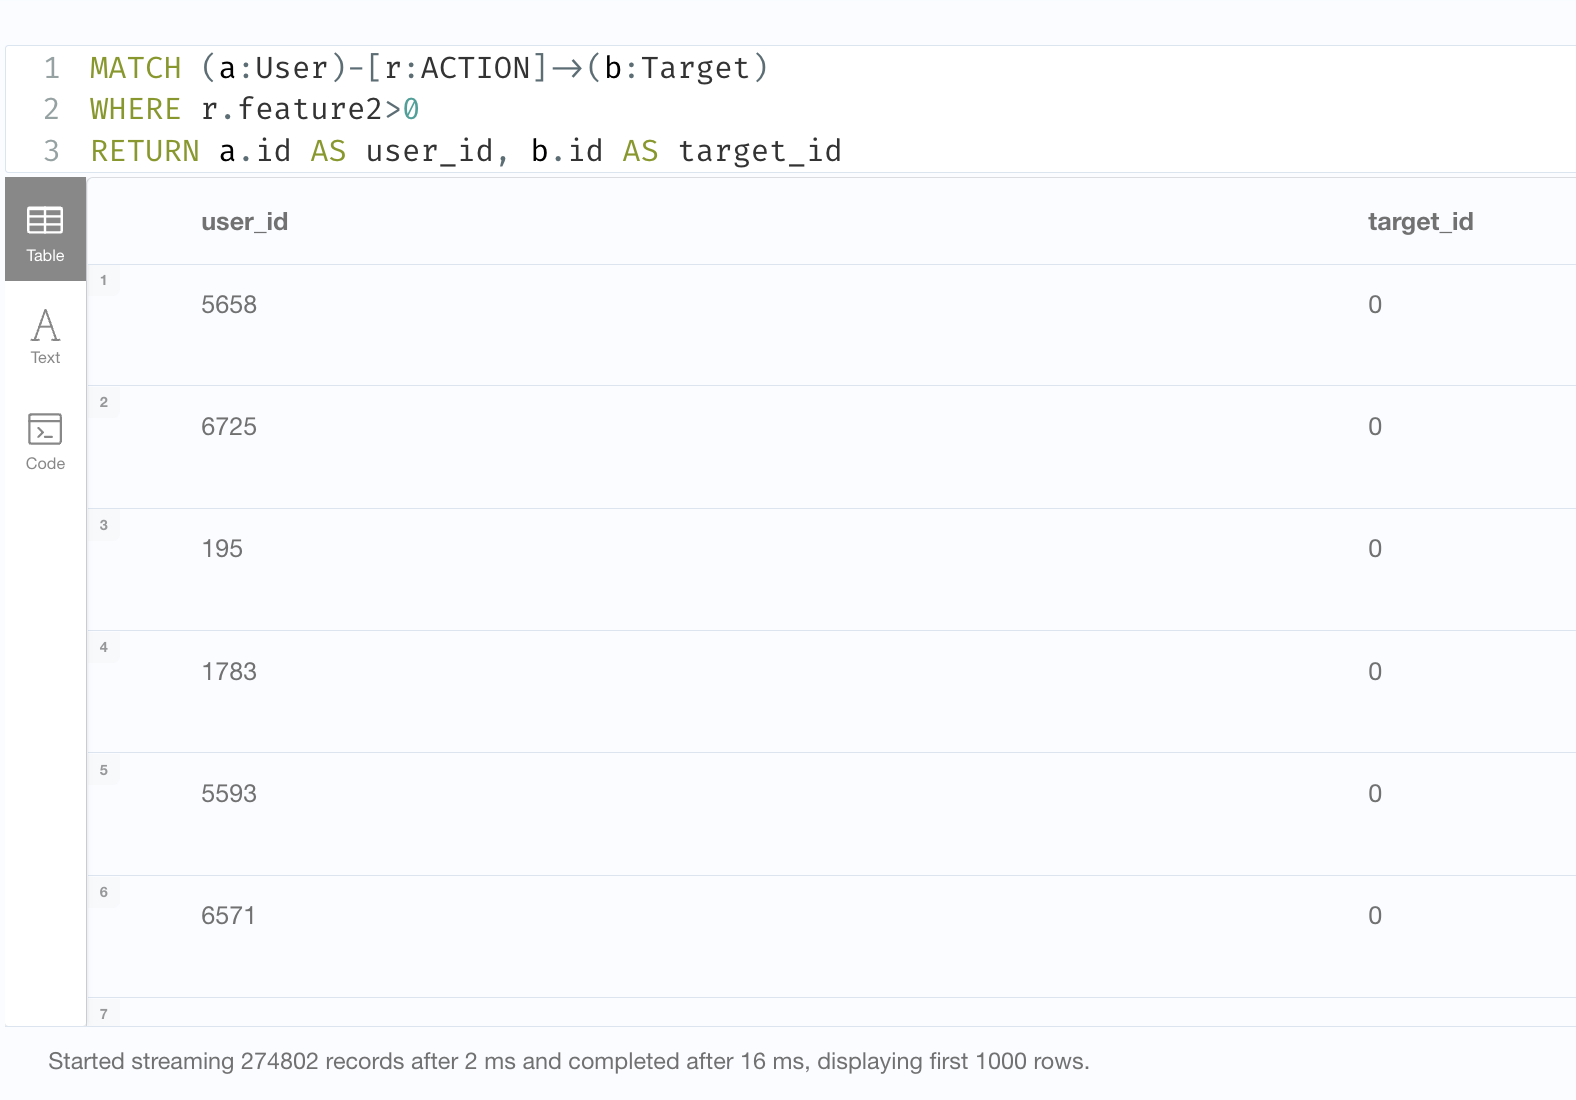 1 MATCH (a:User)-[r:ACTION]→(b:Target)
2 WHERE r.feature2>0
3 RETURN a.id AS user_id, b.id AS target_id
Table
Text
Code
user_id target_id
1 5658 0
2 6725 0
3 195 0
4 1783 0
5 5593 0
6 6571 0
7
Started streaming 274802 records after 2 ms and completed after 16 ms, displaying first 1000 rows.